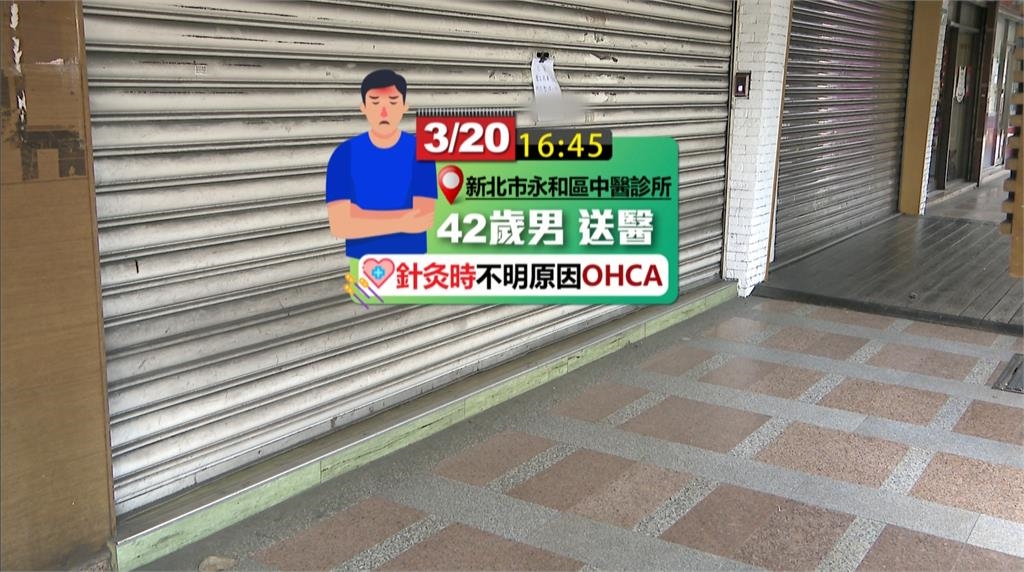 3/20
16:45
新北市永和區中醫診所
42歲男 送醫
針灸時不明原因OHCA